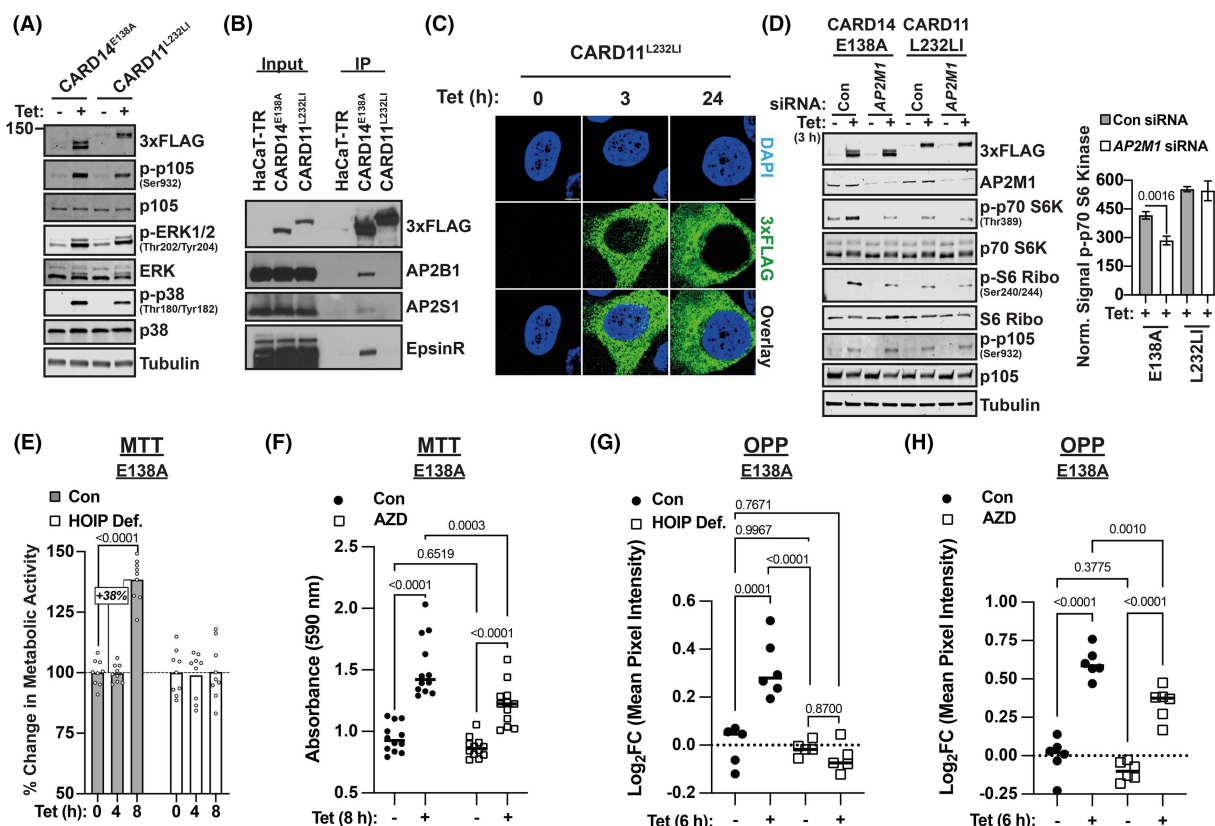 (A)
CARD14E138A
CARD11L232LI
Tet: - + - +
150
3xFLAG
p-p105
(Ser932)
p105
p-ERK1/2
(Thr202/Tyr204)
ERK
p-p38
(Thr180/Tyr182)
p38
Tubulin
(B)
Input IP
HaCaT-TR
CARD14E138A
CARD11L232LI
HaCaT-TR
CARD14E138A
CARD11L232LI
3xFLAG
AP2B1
AP2S1
EpsinR
(C)
CARD11L232LI
Tet (h): 0 3 24
DAPI
3xFLAG
Overlay
(D)
CARD14 CARD11
E138A L232LI
siRNA: Con AP2M1 Con AP2M1
Tet: - + - + - + - +
(3 h)
3xFLAG
AP2M1
p-p70 S6K
(Thr389)
p70 S6K
p-S6 Ribo
(Ser240/244)
S6 Ribo
p-p105
(Ser932)
p105
Tubulin
Con siRNA
AP2M1 siRNA
Norm. Signal p-p70 S6 Kinase
600
450
300
150
0
0.0016
Tet: + + + +
E138A
L232LI
(E)
MTT
E138A
Con
HOIP Def.
% Change in Metabolic Activity
150
125
100
75
50
<0.0001
+38%
Tet (h): 0 4 8 0 4 8
(F)
MTT
E138A
Con
AZD
Absorbance (590 nm)
2.5
2.0
1.5
1.0
0.5
0.0003
0.6519
<0.0001
<0.0001
Tet (8 h): - + - +
(G)
OPP
E138A
Con
HOIP Def.
Log2FC (Mean Pixel Intensity)
0.6
0.4
0.2
0.0
-0.2
0.7671
0.9967
<0.0001
0.0001
0.8700
Tet (6 h): - + - +
(H)
OPP
E138A
Con
AZD
Log2FC (Mean Pixel Intensity)
1.00
0.75
0.50
0.25
0.00
-0.25
0.0010
0.3775
<0.0001
<0.0001
Tet (6 h): - + - +